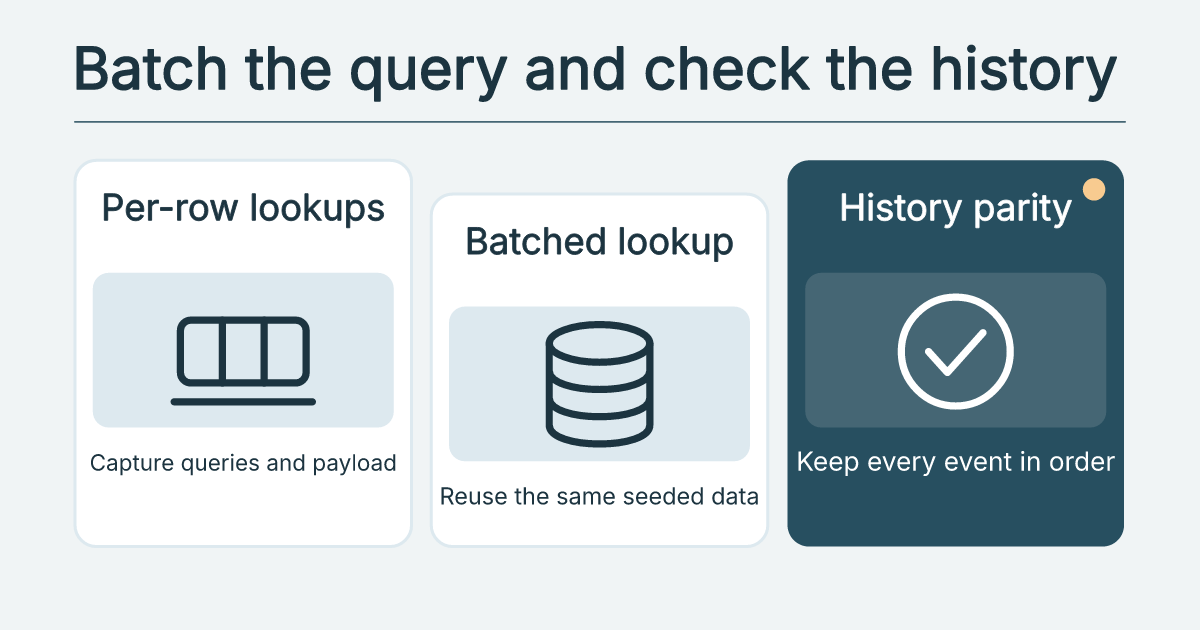 Batch the query and check the history
Per-row lookups
Capture queries and payload
Batched lookup
Reuse the same seeded data
History parity
Keep every event in order